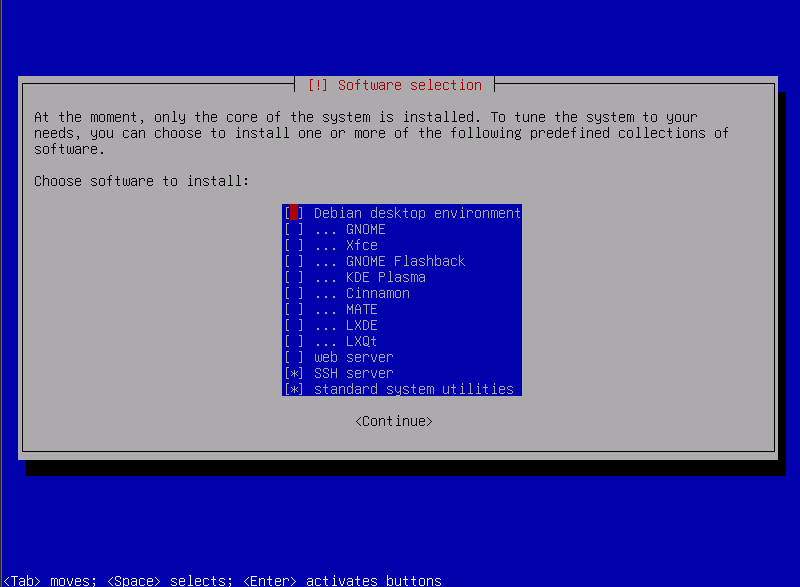 [!] Software selection
At the moment, only the core of the system is installed. To tune the system to your
needs, you can choose to install one or more of the following predefined collections of
software.
Choose software to install:
[ ] Debian desktop environment
[ ] ... GNOME
[ ] ... Xfce
[ ] ... GNOME Flashback
[ ] ... KDE Plasma
[ ] ... Cinnamon
[ ] ... MATE
[ ] ... LXDE
[ ] ... LXQt
[ ] web server
[*] SSH server
[*] standard system utilities
<Continue>
<Tab> moves; <Space> selects; <Enter> activates buttons